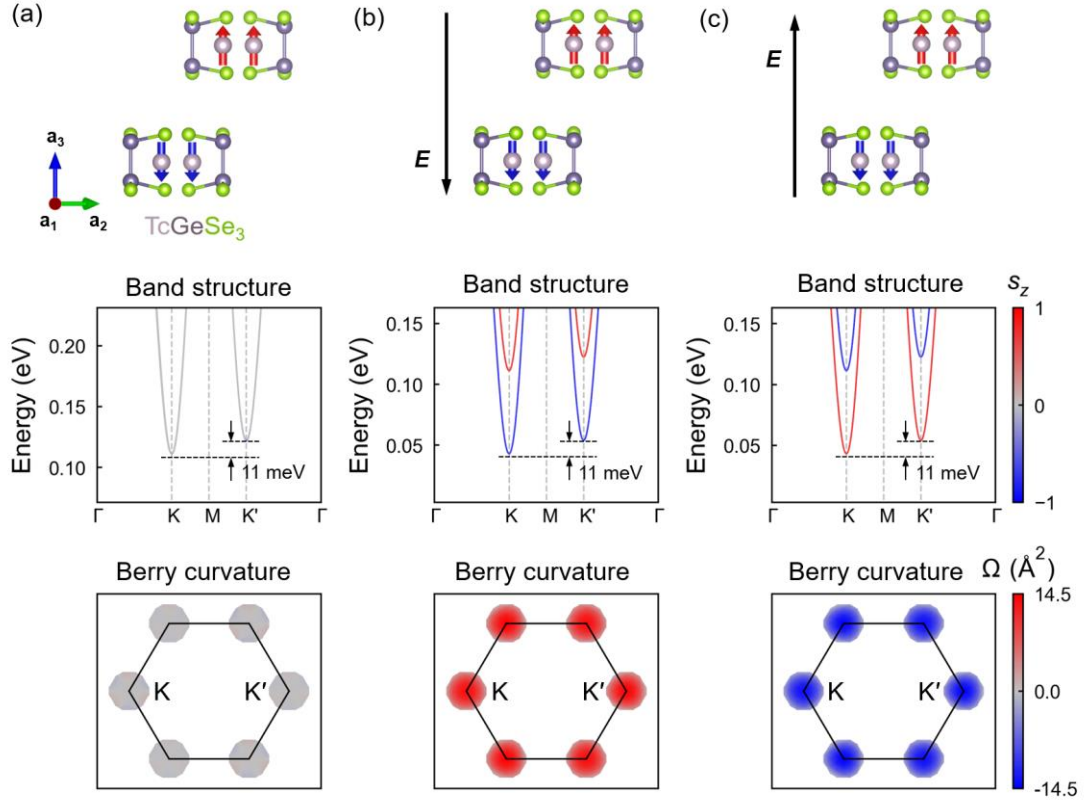 (a)
(b)
(c)
E
E
a₃
a₁
a₂
TcGeSe₃
Band structure
Band structure
Band structure
s_z
Energy (eV)
0.20
0.15
0.10
11 meV
Γ K M K' Γ
Energy (eV)
0.15
0.10
0.05
11 meV
Γ K M K' Γ
Energy (eV)
0.15
0.10
0.05
11 meV
Γ K M K' Γ
1
0
−1
Berry curvature
Berry curvature
Berry curvature
Ω (Å²)
K K′
K K′
K K′
14.5
0.0
-14.5